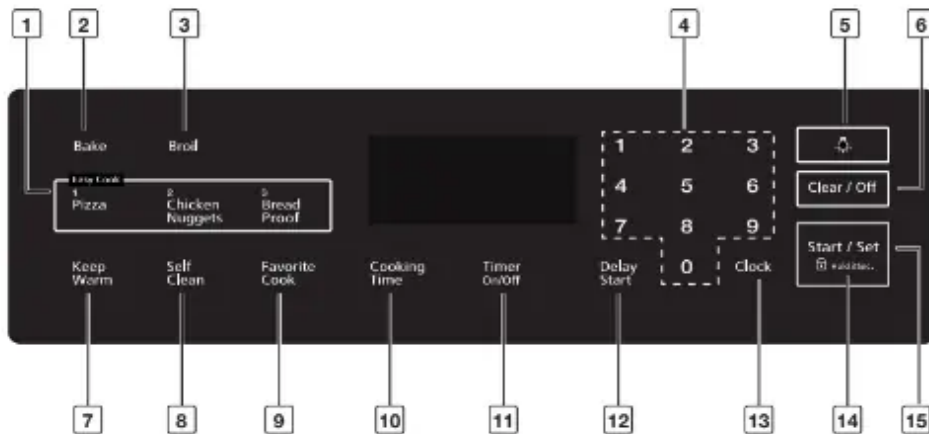 1 2 3 4 5 6
Bake Broil
1 2 3
4 5 6
7 8 9
0
Clear / Off
Easy Cook
1 Pizza
2 Chicken Nuggets
3 Bread Proof
Start / Set
Keep Warm
Self Clean
Favorite Cook
Cooking Time
Timer On/Off
Delay Start
Clock
7 8 9 10 11 12 13 14 15